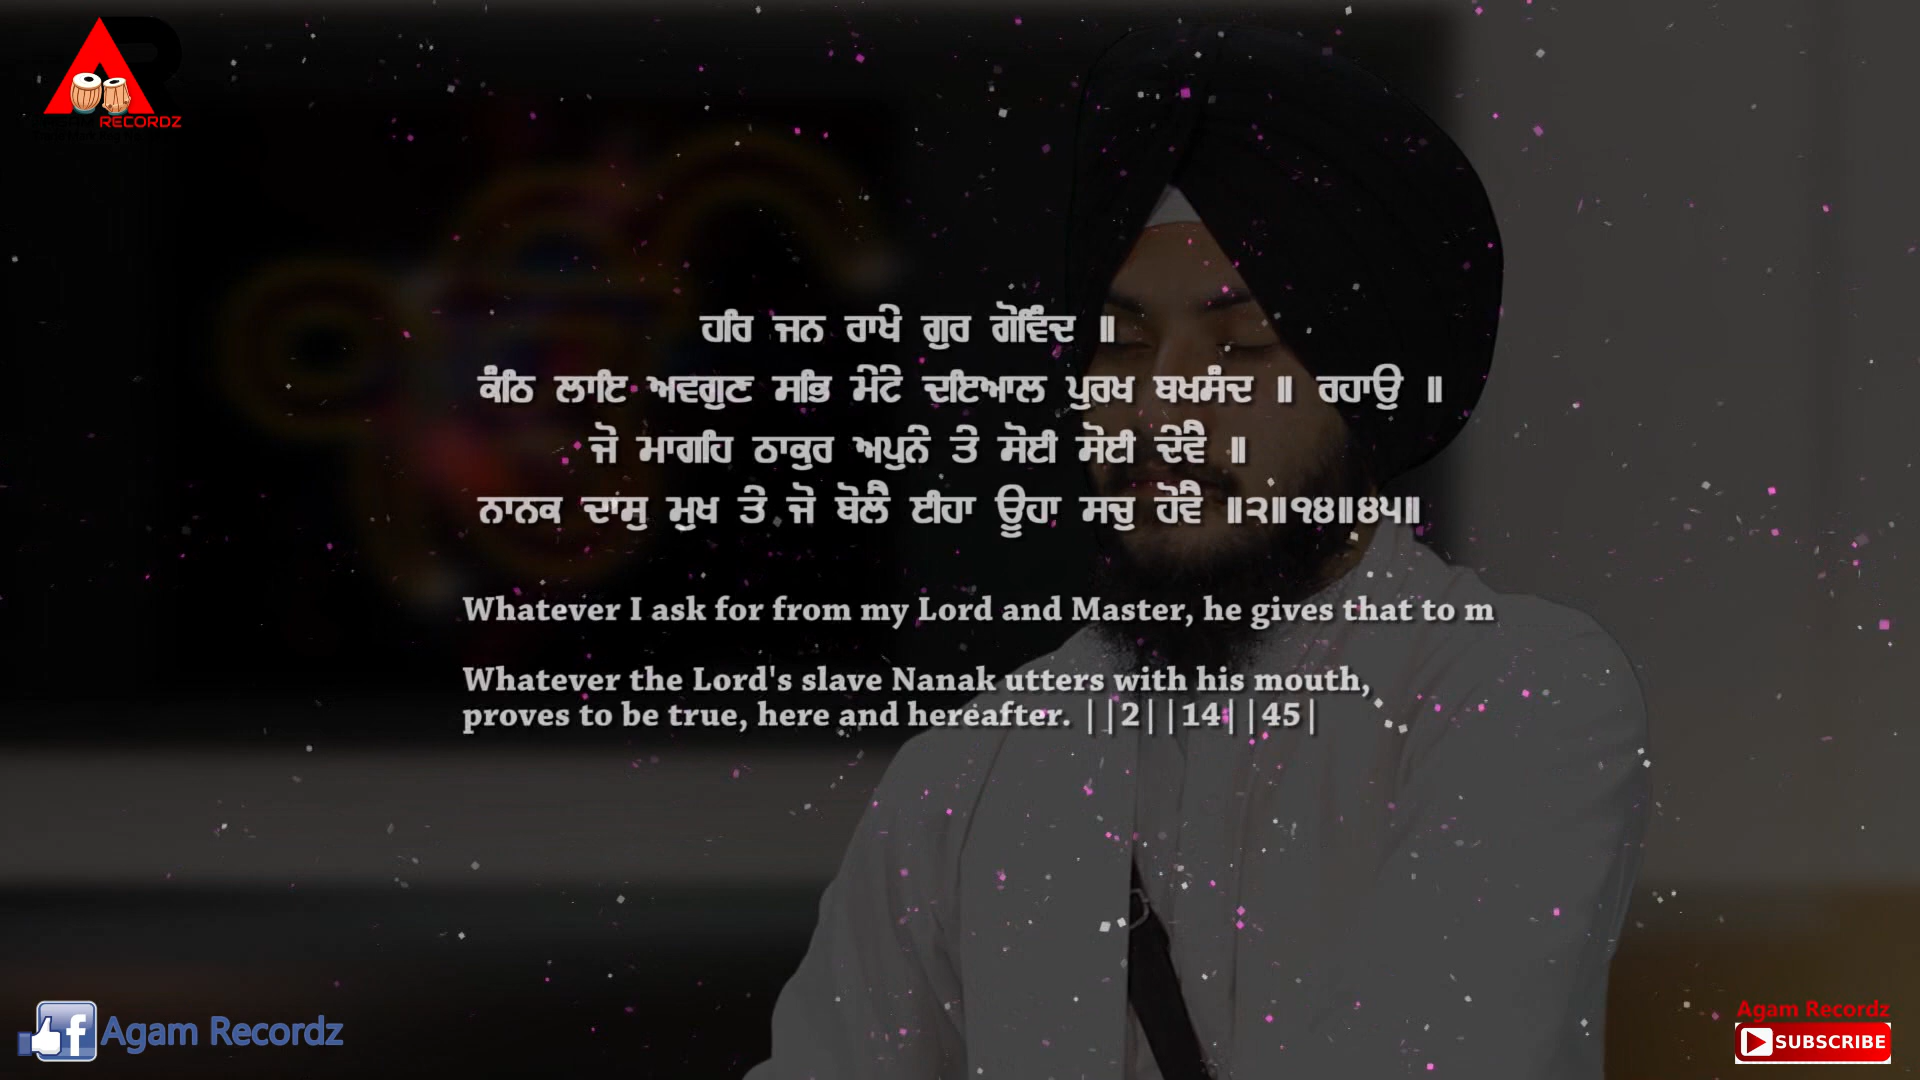 RECORDZ
ਹਰਿ ਜਨ ਰਾਖੇ ਗੁਰ ਗੋਵਿੰਦ ॥
ਕੰਠਿ ਲਾਇ ਅਵਗੁਣ ਸਭਿ ਮੇਟੇ ਦਇਆਲ ਪੁਰਖ ਬਖਸੰਦ ॥ ਰਹਾਉ ॥
ਜੋ ਮਾਗਹਿ ਠਾਕੁਰ ਅਪੁਨੇ ਤੇ ਸੋਈ ਸੋਈ ਦੇਵੈ ॥
ਨਾਨਕ ਦਾਸੁ ਮੁਖ ਤੇ ਜੋ ਬੋਲੈ ਈਹਾ ਊਹਾ ਸਚੁ ਹੋਵੈ ॥੨॥੧੪॥੪੫॥
Whatever I ask for from my Lord and Master, he gives that to m
Whatever the Lord's slave Nanak utters with his mouth,
proves to be true, here and hereafter. ||2||14||45|
Agam Recordz
Agam Recordz
SUBSCRIBE